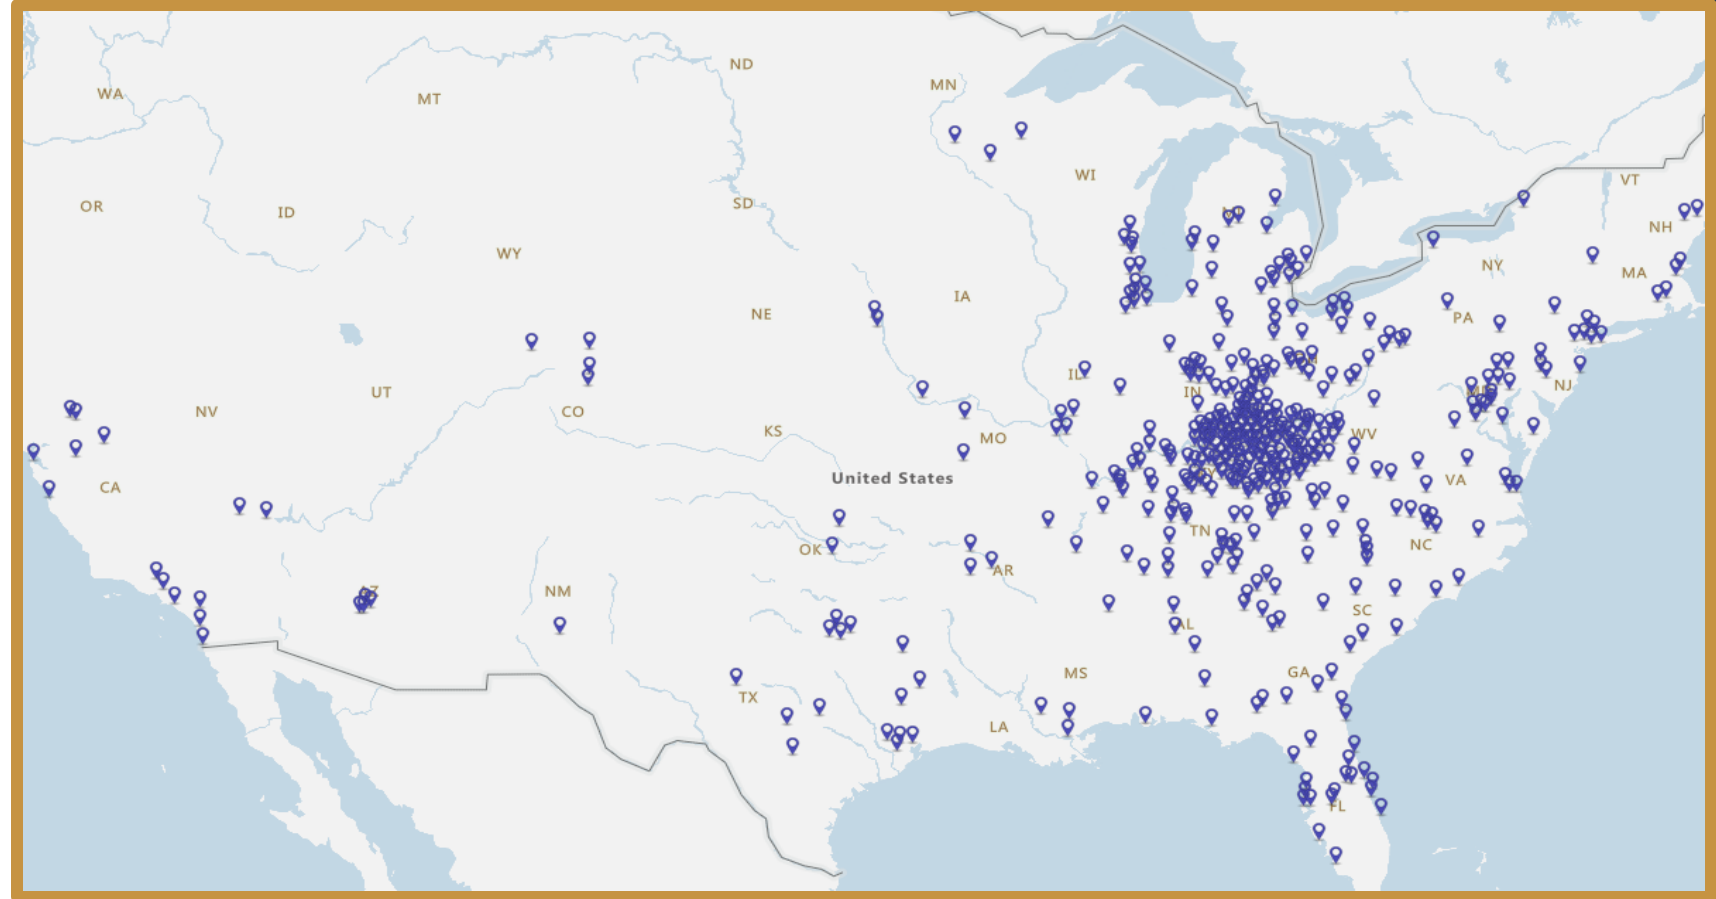 ND
MN
WA
MT
WI
VT
OR
ID
SD
NH
WY
NY
MA
IA
NE
PA
IL
IN
NJ
UT
NV
CO
KS
MO
WV
United States
CA
VA
TN
OK
NC
AR
NM
SC
AL
MS
GA
TX
LA
FL